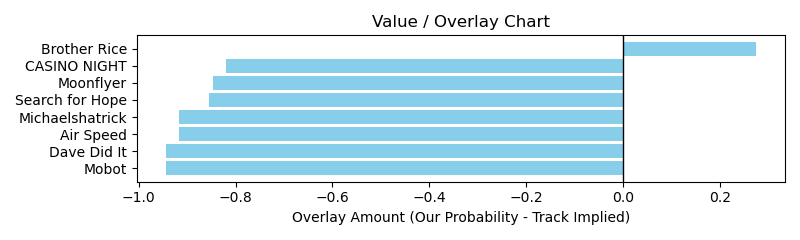 Value / Overlay Chart
Brother Rice
CASINO NIGHT
Moonflyer
Search for Hope
Michaelshatrick
Air Speed
Dave Did It
Mobot
−1.0 −0.8 −0.6 −0.4 −0.2 0.0 0.2
Overlay Amount (Our Probability - Track Implied)